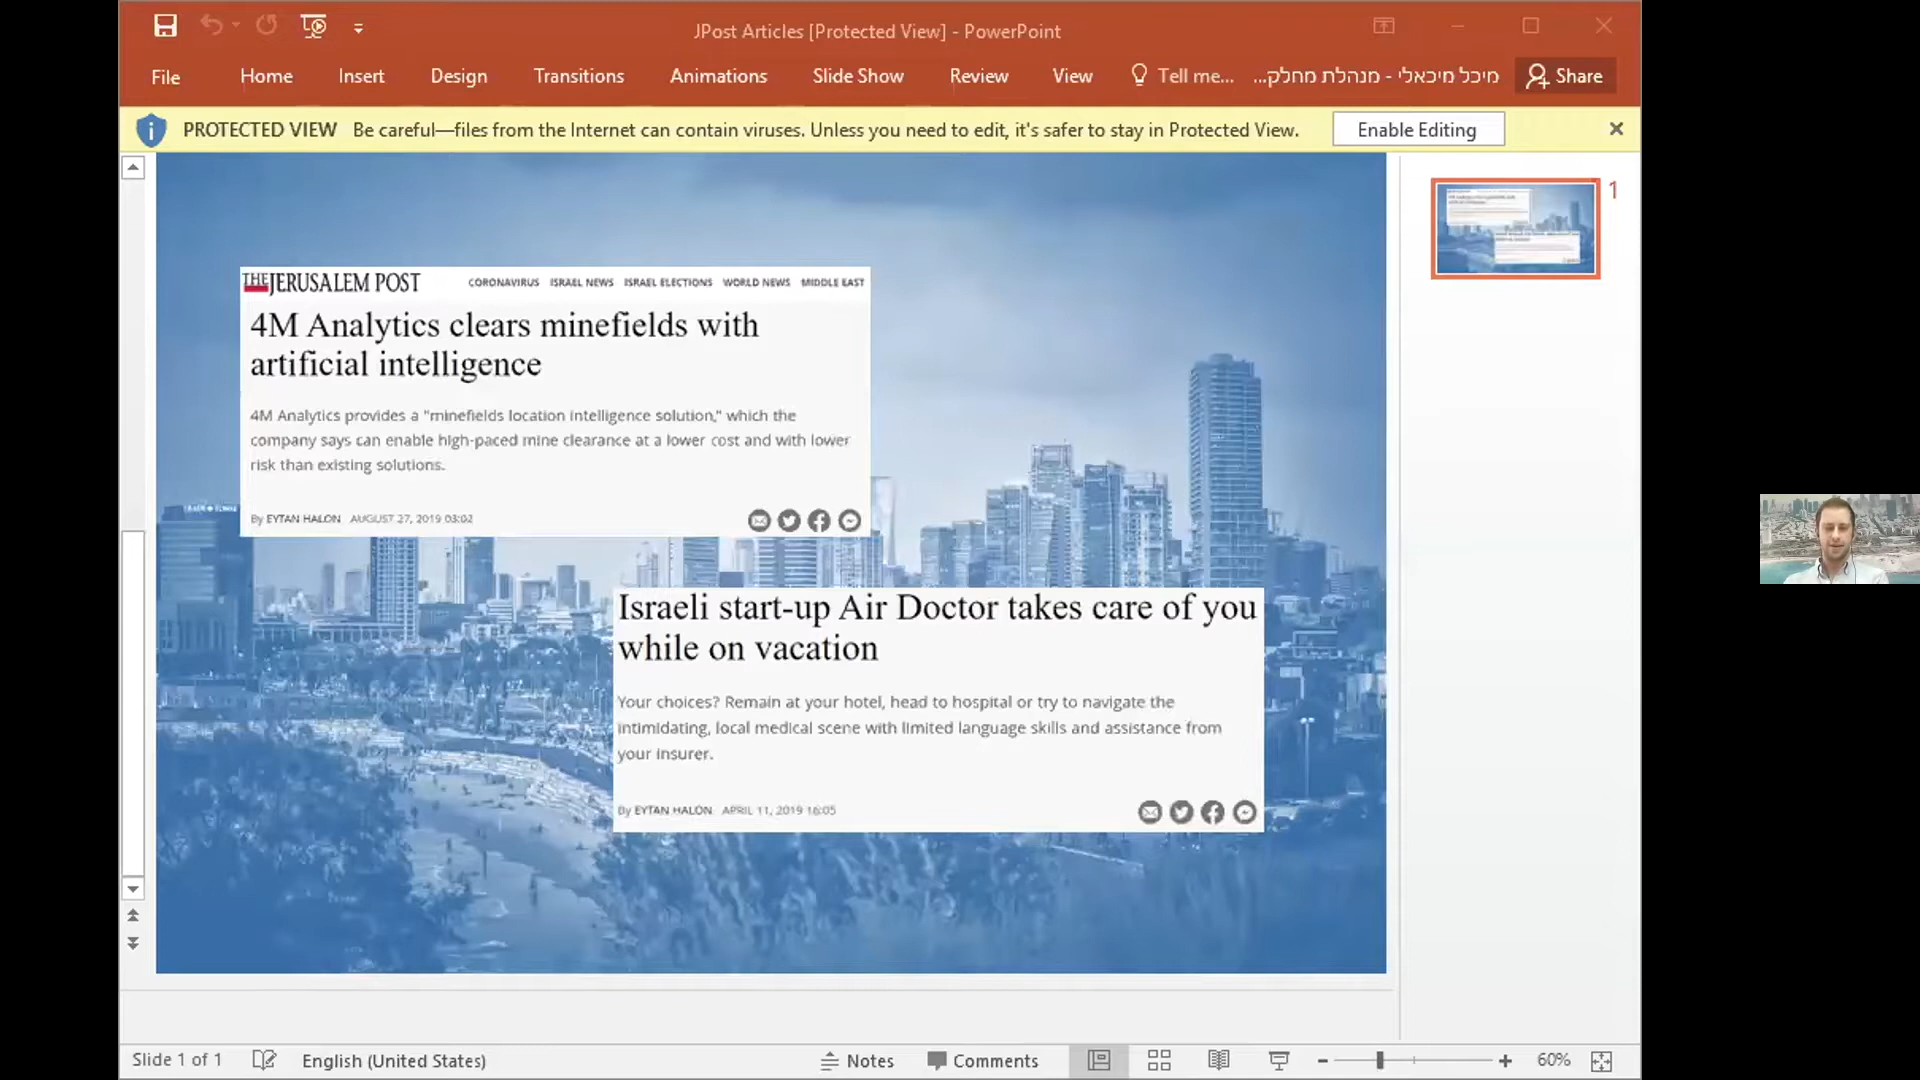 JPost Articles [Protected View] - PowerPoint
File Home Insert Design Transitions Animations Slide Show Review View Tell me... מיכל מיכאלי - מנהלת מחלק... Share
PROTECTED VIEW Be careful—files from the Internet can contain viruses. Unless you need to edit, it's safer to stay in Protected View. Enable Editing
1
THE JERUSALEM POST CORONAVIRUS ISRAEL NEWS ISRAEL ELECTIONS WORLD NEWS MIDDLE EAST
4M Analytics clears minefields with
artificial intelligence
4M Analytics provides a "minefields location intelligence solution," which the
company says can enable high-paced mine clearance at a lower cost and with lower
risk than existing solutions.
By EYTAN HALON AUGUST 27, 2019 03:02
Israeli start-up Air Doctor takes care of you
while on vacation
Your choices? Remain at your hotel, head to hospital or try to navigate the
intimidating, local medical scene with limited language skills and assistance from
your insurer.
By EYTAN HALON APRIL 11, 2019 16:05
Slide 1 of 1 English (United States) Notes Comments 60%